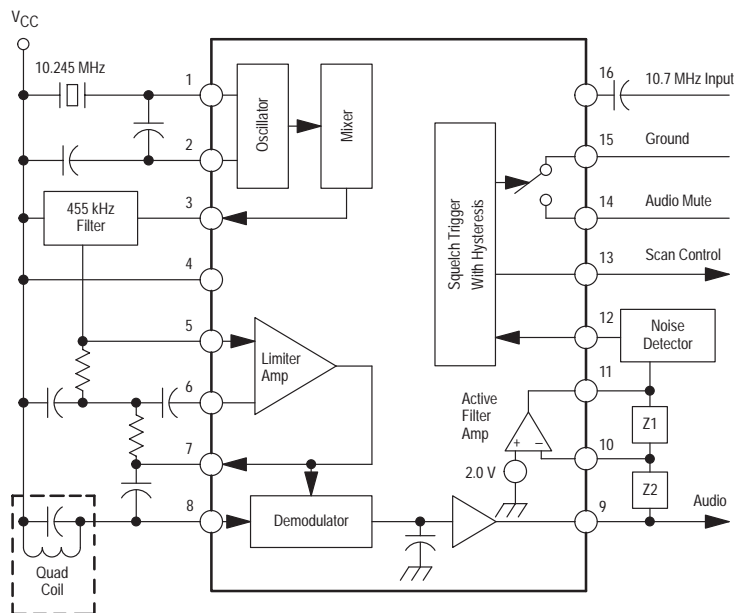 VCC
10.245 MHz
1
2
3
4
5
6
7
8
455 kHz
Filter
Quad
Coil
Oscillator
Mixer
Limiter
Amp
Demodulator
Squelch Trigger
With Hysteresis
Active
Filter
Amp
+ –
2.0 V
16
10.7 MHz Input
15
Ground
14
Audio Mute
13
Scan Control
12
Noise
Detector
11
Z1
10
Z2
9
Audio